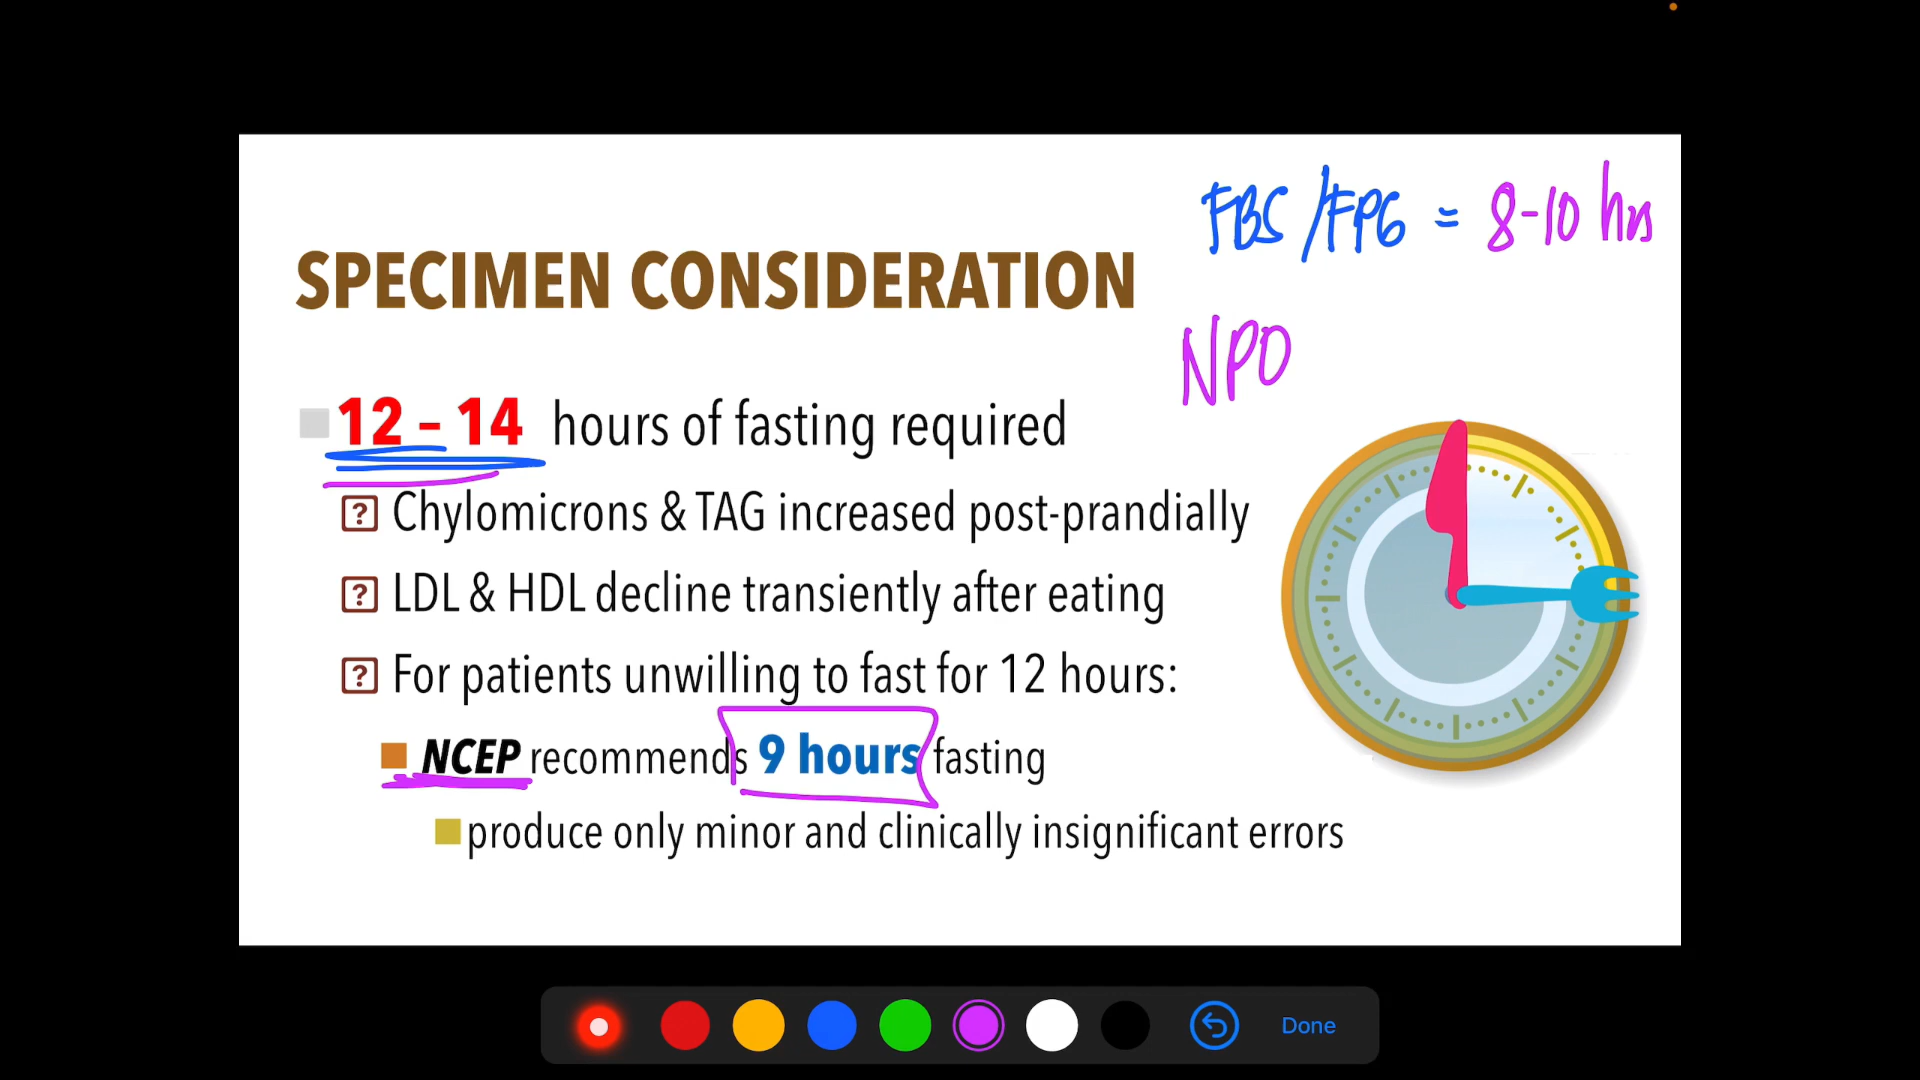 FBS/FPG = 8-10 hrs
SPECIMEN CONSIDERATION
NPO
12 – 14 hours of fasting required
Chylomicrons & TAG increased post-prandially
LDL & HDL decline transiently after eating
For patients unwilling to fast for 12 hours:
NCEP recommends 9 hours fasting
produce only minor and clinically insignificant errors
Done